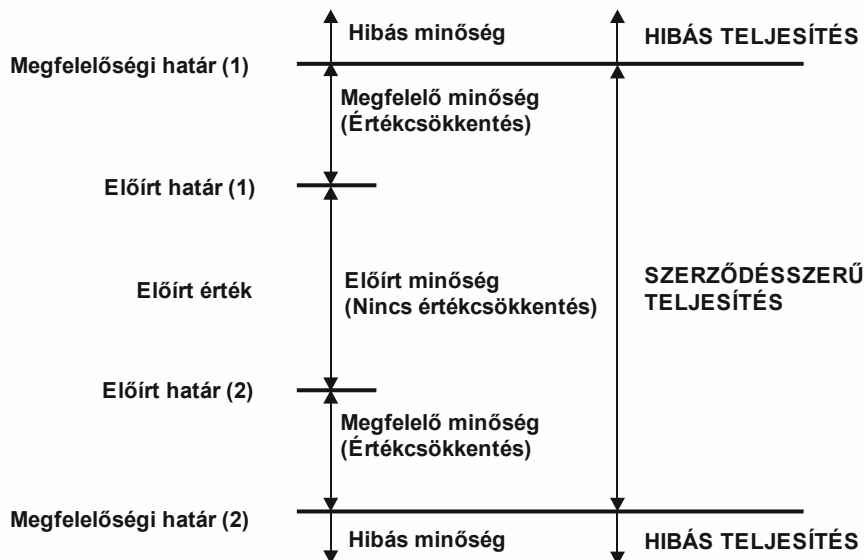 Hibás minőség
HIBÁS TELJESÍTÉS
Megfelelőségi határ (1)
Megfelelő minőség
(Értékcsökkentés)
Előírt határ (1)
Előírt érték
Előírt minőség
(Nincs értékcsökkentés)
SZERZŐDÉSSZERŰ
TELJESÍTÉS
Előírt határ (2)
Megfelelő minőség
(Értékcsökkentés)
Megfelelőségi határ (2)
Hibás minőség
HIBÁS TELJESÍTÉS